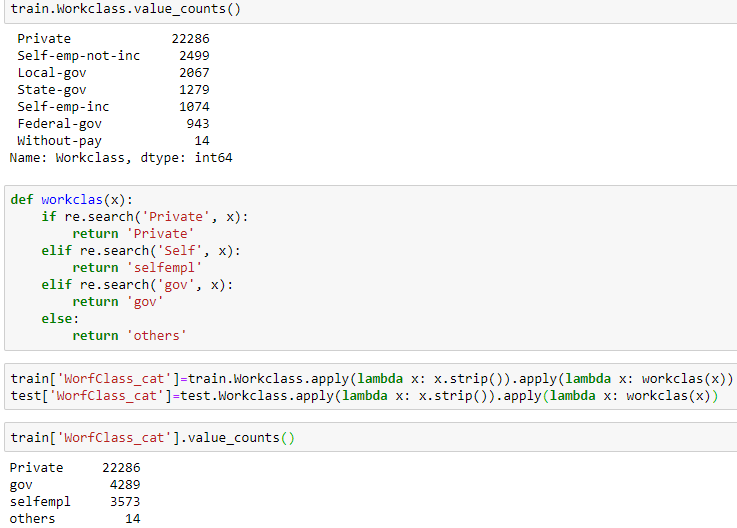 train.Workclass.value_counts()
Private 22286
Self-emp-not-inc 2499
Local-gov 2067
State-gov 1279
Self-emp-inc 1074
Federal-gov 943
Without-pay 14
Name: Workclass, dtype: int64
def workclas(x):
    if re.search('Private', x):
        return 'Private'
    elif re.search('Self', x):
        return 'selfempl'
    elif re.search('gov', x):
        return 'gov'
    else:
        return 'others'
train['WorfClass_cat']=train.Workclass.apply(lambda x: x.strip()).apply(lambda x: workclas(x))
test['WorfClass_cat']=test.Workclass.apply(lambda x: x.strip()).apply(lambda x: workclas(x))
train['WorfClass_cat'].value_counts()
Private 22286
gov 4289
selfempl 3573
others 14